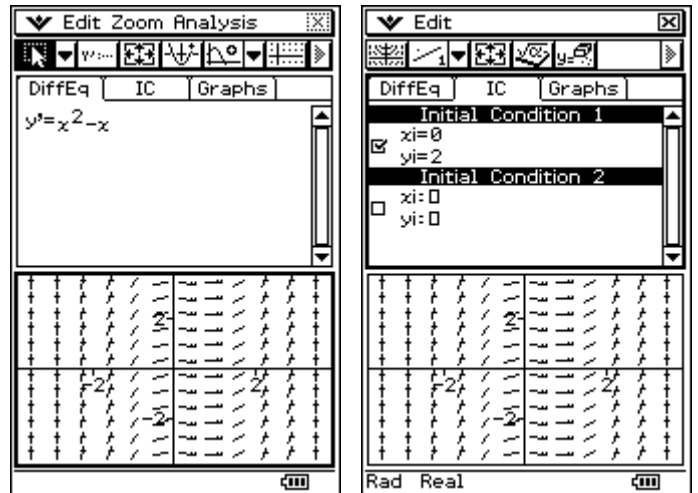 Edit Zoom Analysis
DiffEq IC Graphs
y'=x²-x
2
-2 2
-2
Edit
DiffEq IC Graphs
Initial Condition 1
xi=0
yi=2
Initial Condition 2
xi:□
yi:□
2
-2 2
-2
Rad Real